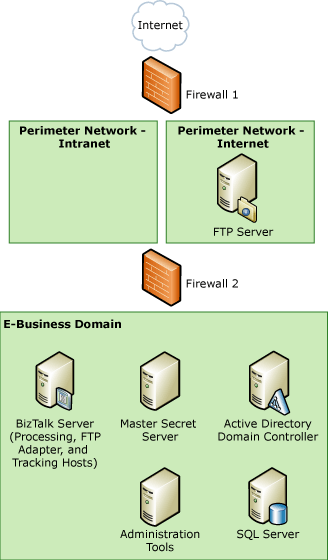 Internet
Firewall 1
Perimeter Network -
Intranet
Perimeter Network -
Internet
FTP Server
Firewall 2
E-Business Domain
BizTalk Server
(Processing, FTP
Adapter, and
Tracking Hosts)
Master Secret
Server
Active Directory
Domain Controller
Administration
Tools
SQL Server